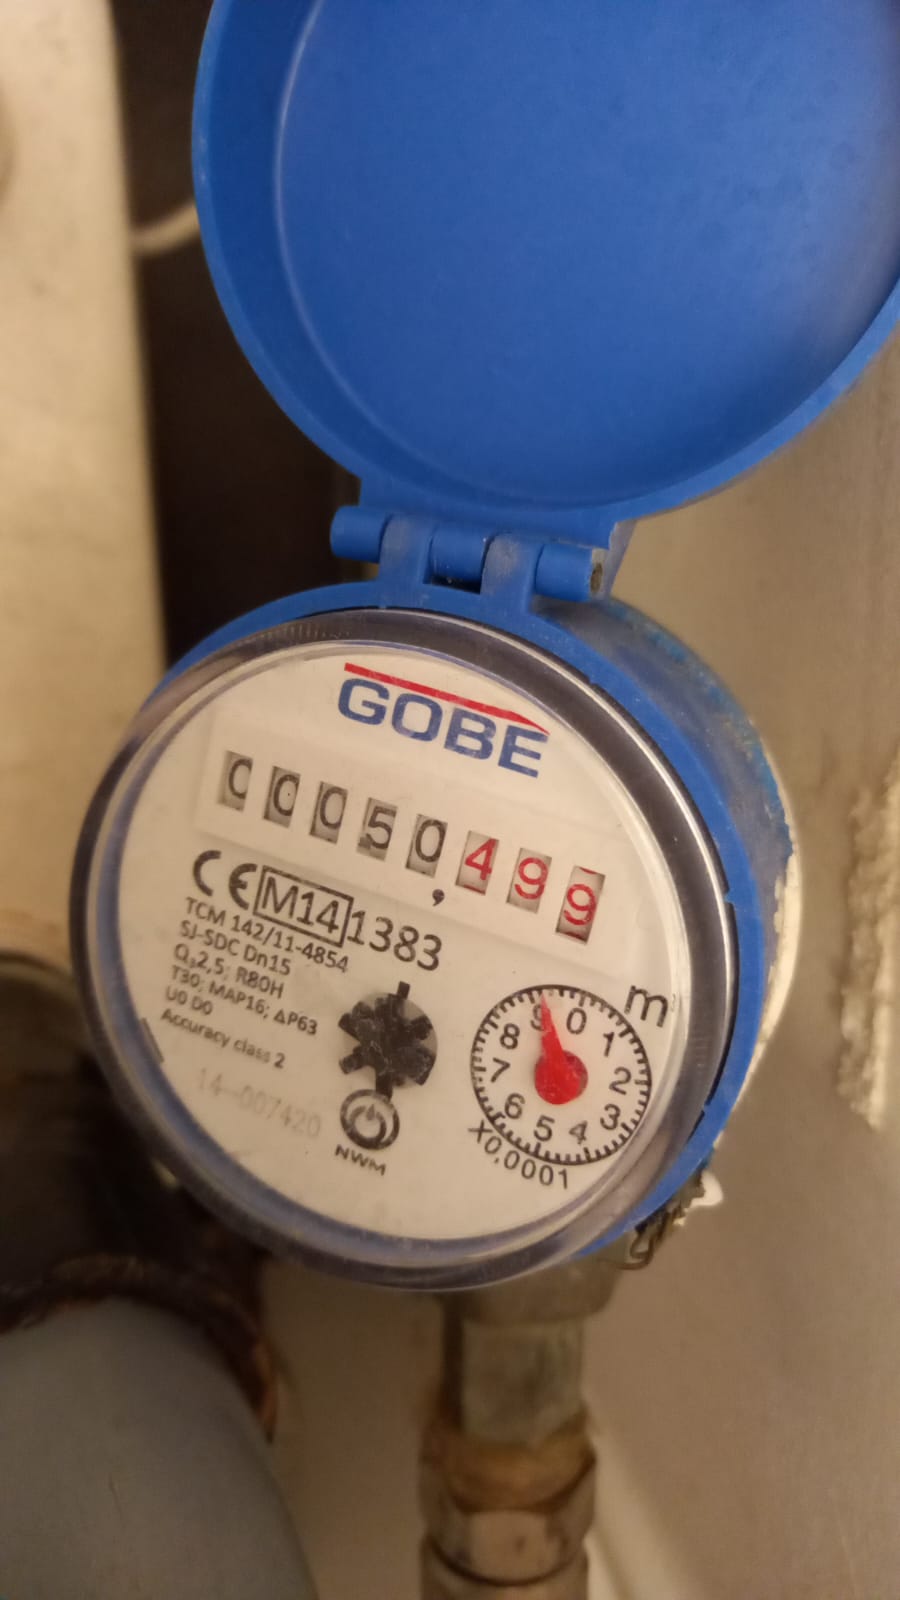 GOBE
00050,499
CE M14 1383
TCM 142/11-4854
SJ-SDC Dn15
Q₃2,5; R80H
T30; MAP16; ΔP63
U0 D0
Accuracy class 2
14-007420
NWM
m³
0 1 2 3 4 5 6 7 8 9
X0,0001